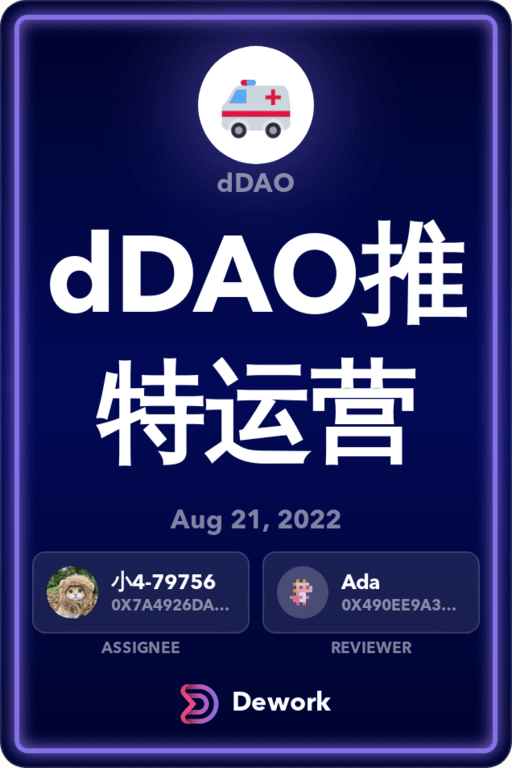 dDAO
dDAO推
特运营
Aug 21, 2022
小4-79756
0X7A4926DA...
Ada
0X490EE9A3...
ASSIGNEE
REVIEWER
Dework